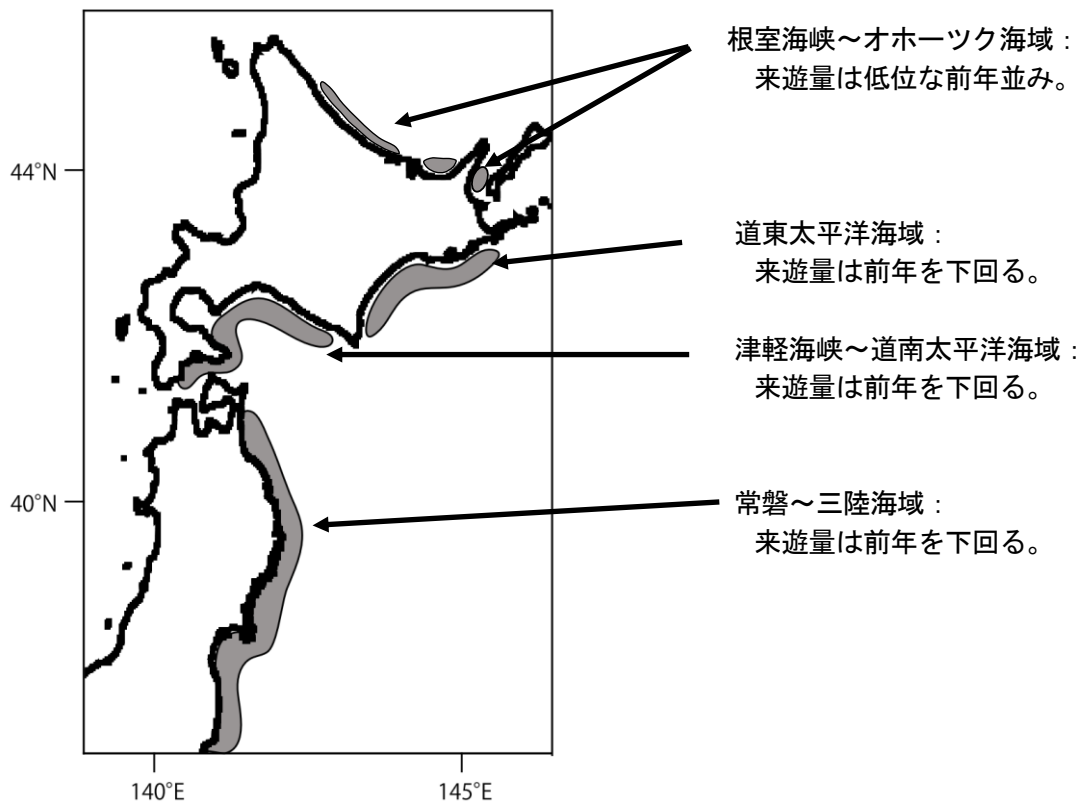 根室海峡～オホーツク海域：
来遊量は低位な前年並み。
44°N
道東太平洋海域：
来遊量は前年を下回る。
津軽海峡～道南太平洋海域：
来遊量は前年を下回る。
40°N
常磐～三陸海域：
来遊量は前年を下回る。
140°E
145°E